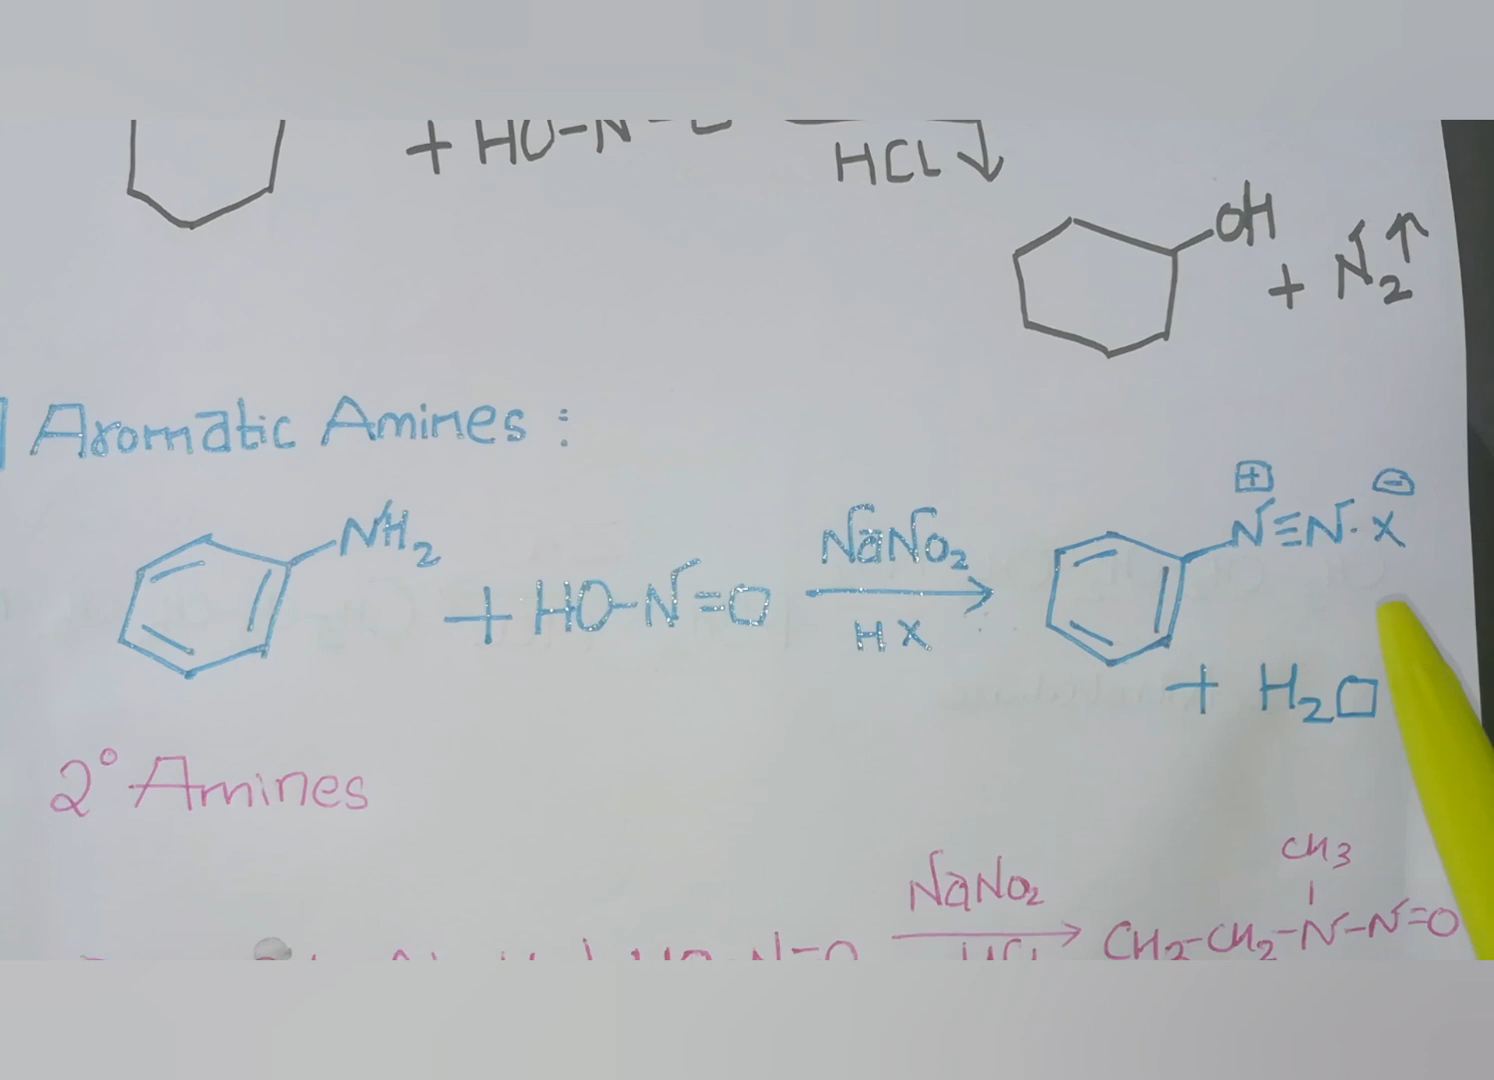 + HO-N=O
HCl ↓
OH
+ N₂↑
Aromatic Amines :
NH₂ + HO-N=O NaNO₂ → HX N≡N·X ⊕ ⊖
+ H₂O
2° Amines
NaNO₂ →
CH₃
CH₃-CH₂-N-N=O